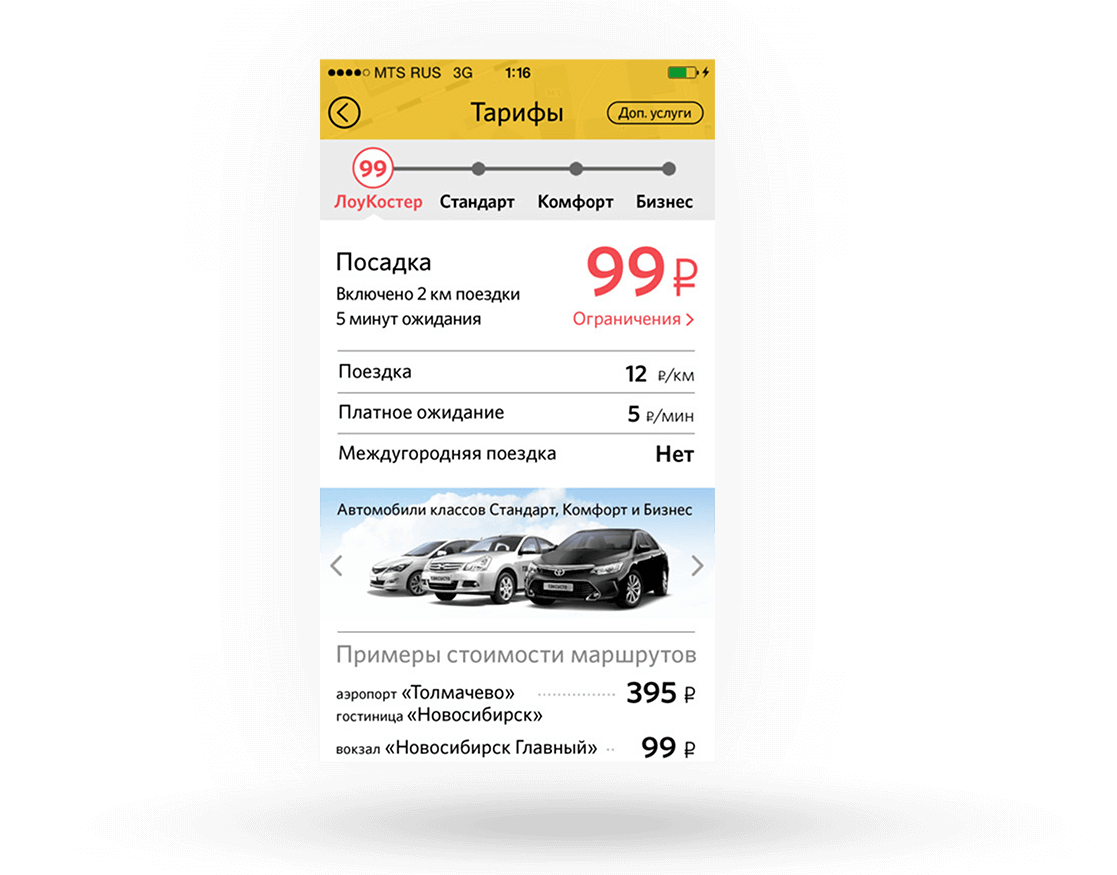 MTS RUS 3G 1:16
Тарифы Доп. услуги
99
ЛоуКостер Стандарт Комфорт Бизнес
Посадка 99 ₽
Включено 2 км поездки
5 минут ожидания Ограничения >
Поездка 12 ₽/км
Платное ожидание 5 ₽/мин
Междугородняя поездка Нет
Автомобили классов Стандарт, Комфорт и Бизнес
Примеры стоимости маршрутов
аэропорт «Толмачево» 395 ₽
гостиница «Новосибирск»
вокзал «Новосибирск Главный» 99 ₽